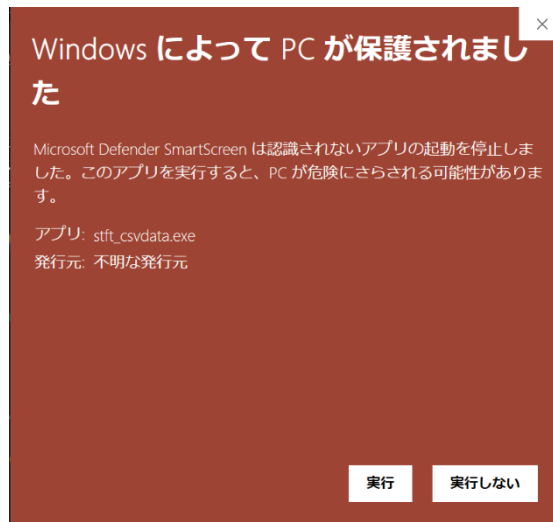 Windows によって PC が保護されまし
た
Microsoft Defender SmartScreen は認識されないアプリの起動を停止しま
した。このアプリを実行すると、PC が危険にさらされる可能性がありま
す。
アプリ: stft_csvdata.exe
発行元: 不明な発行元
実行 実行しない